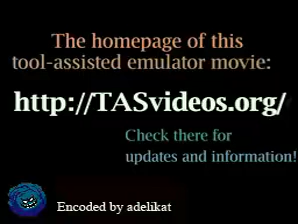 The homepage of this
tool-assisted emulator movie:
http://TASvideos.org/
Check there for
updates and information!
Encoded by adelikat